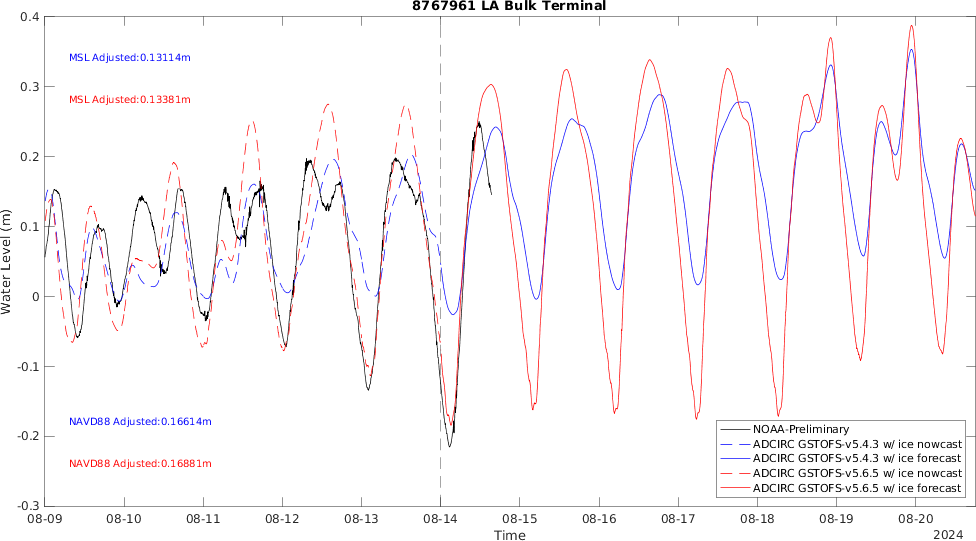 8767961 LA Bulk Terminal
0.4
0.3
0.2
0.1
0
-0.1
-0.2
-0.3
Water Level (m)
MSL Adjusted:0.13114m
MSL Adjusted:0.13381m
NAVD88 Adjusted:0.16614m
NAVD88 Adjusted:0.16881m
NOAA-Preliminary
ADCIRC GSTOFS-v5.4.3 w/ ice nowcast
ADCIRC GSTOFS-v5.4.3 w/ ice forecast
ADCIRC GSTOFS-v5.6.5 w/ ice nowcast
ADCIRC GSTOFS-v5.6.5 w/ ice forecast
08-09 08-10 08-11 08-12 08-13 08-14 08-15 08-16 08-17 08-18 08-19 08-20
Time
2024